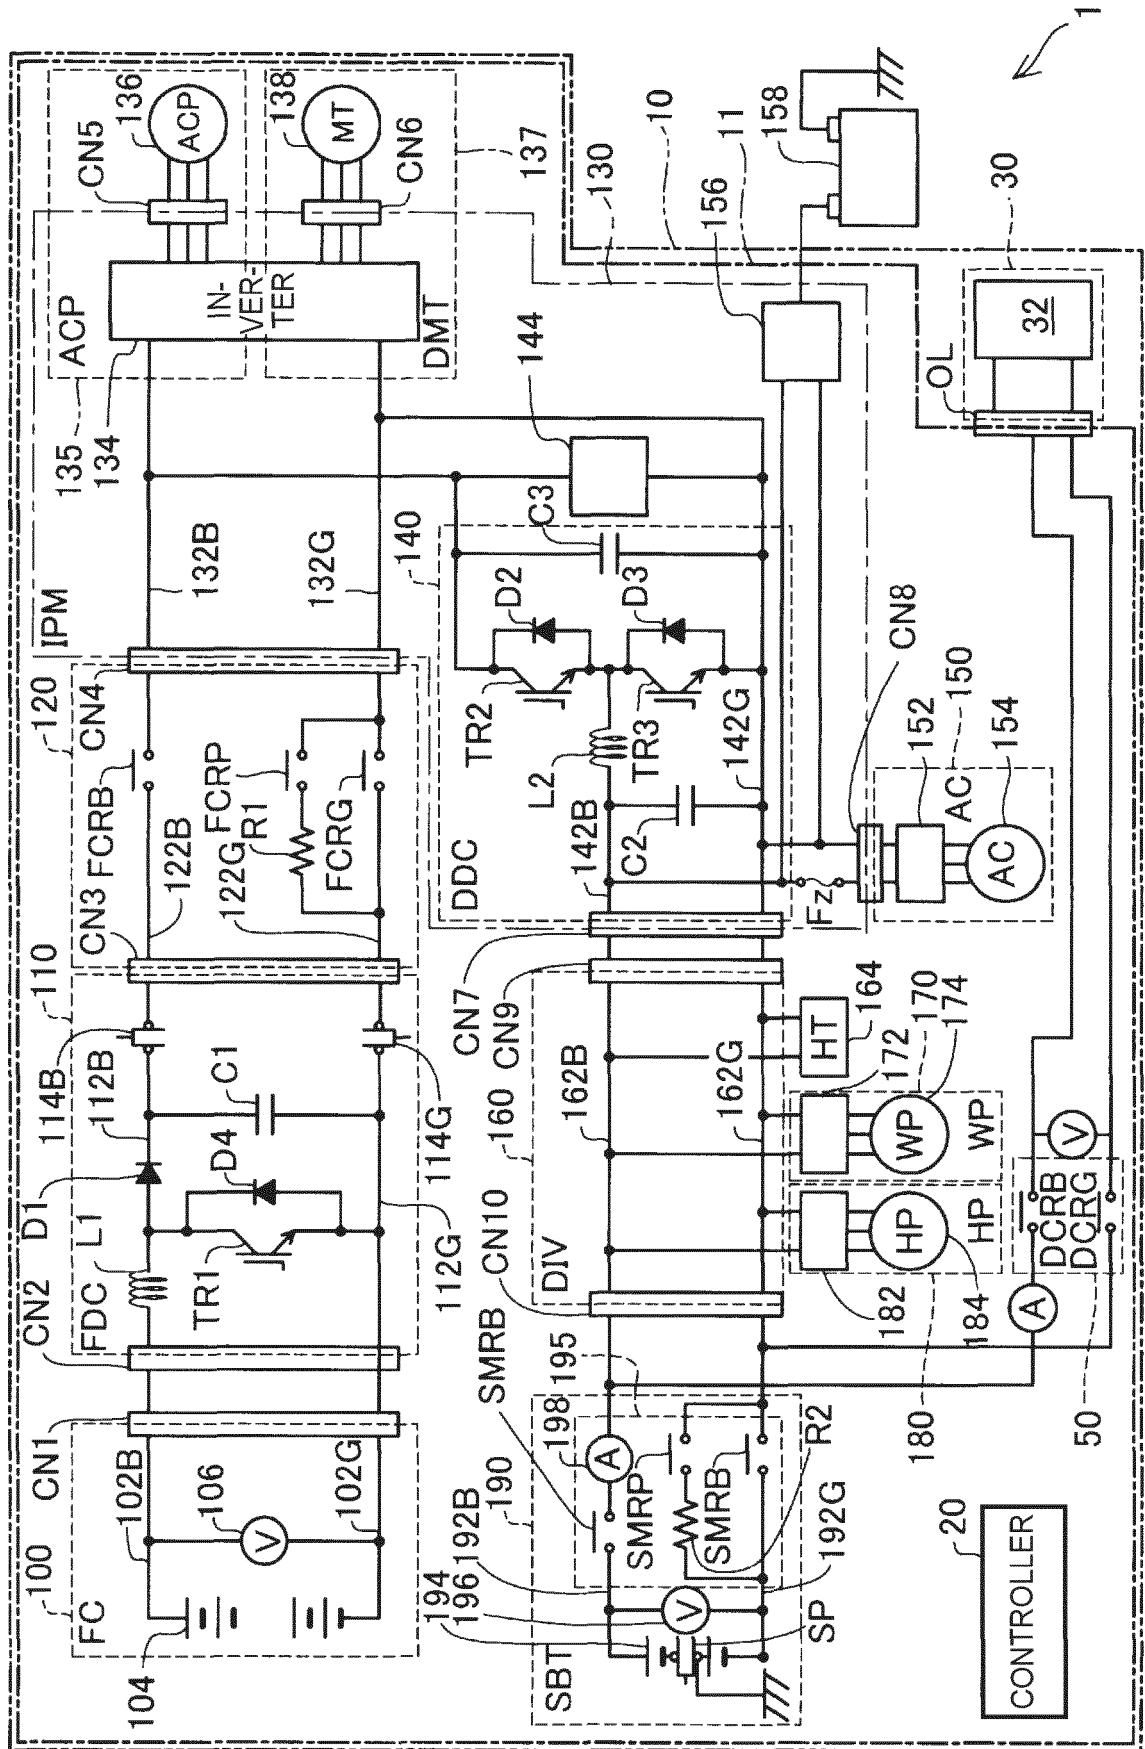 1
10
11
158
137
130
156
30
136
CN5
138
CN6
ACP
MT
ACP
IN-
VER-
TER
DMT
135
134
144
OL
32
132B
132G
IPM
140
C3
120
CN4
FCRB
FCRP
R1
FCRG
122B
122G
CN3
D2
D3
TR2
TR3
L2
142B
142G
C2
DDC
CN8
150
152
AC
154
AC
Fz
110
114B
112B
C1
D4
114G
D1
L1
TR1
112G
FDC
CN2
CN7
CN9
160
162B
162G
HT
164
172
170
174
WP
WP
CN10
DIV
HP
HP
182
184
180
V
DCRB
DCRG
A
50
CN1
102B
106
V
102G
100
FC
104
SMRB
195
198
A
190
SMRP
SMRB
R2
192B
192G
194
196
V
SP
SBT
20
CONTROLLER